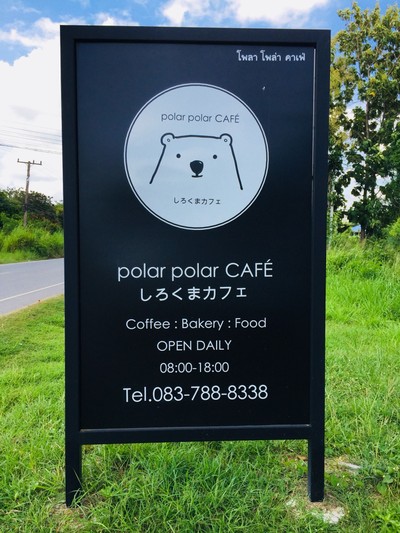 โพลา โพล่า คาเฟ่
polar polar CAFÉ
しろくまカフェ
polar polar CAFÉ
しろくまカフェ
Coffee : Bakery : Food
OPEN DAILY
08:00-18:00
Tel.083-788-8338